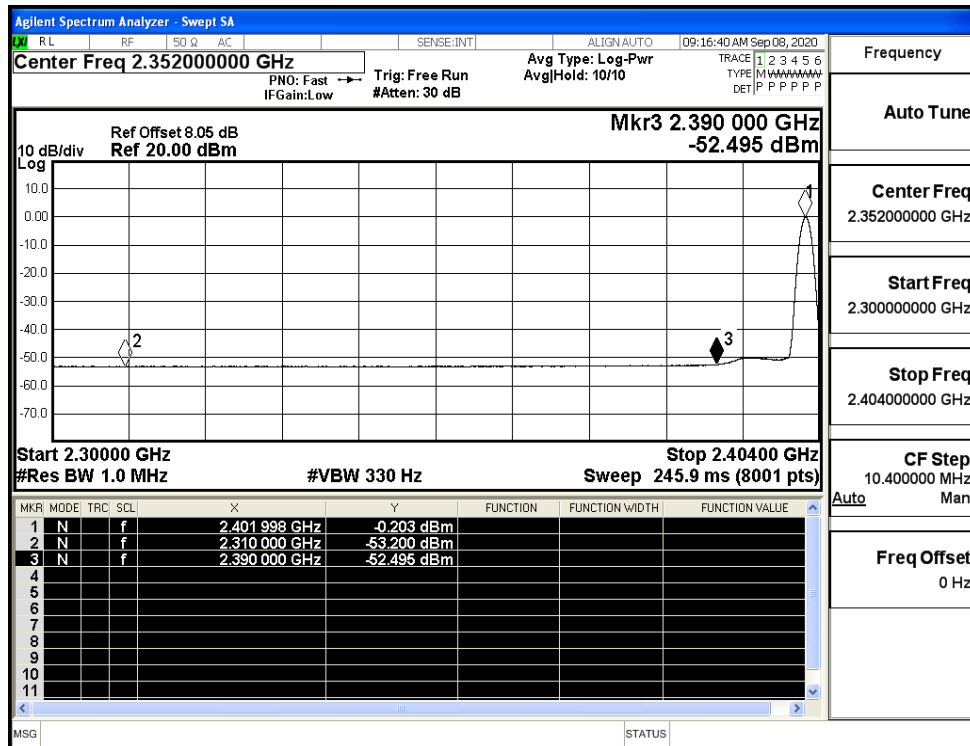 Agilent Spectrum Analyzer - Swept SA
LXI RL RF 50 Ω AC SENSE:INT ALIGN AUTO 09:16:40 AM Sep 08, 2020
Center Freq 2.352000000 GHz
PNO: Fast
IFGain:Low
Trig: Free Run
#Atten: 30 dB
Avg Type: Log-Pwr
Avg|Hold: 10/10
TRACE 1 2 3 4 5 6
TYPE M W W W W W
DET P P P P P P
Ref Offset 8.05 dB
10 dB/div Ref 20.00 dBm
Log
Mkr3 2.390 000 GHz
-52.495 dBm
10.0
0.00
-10.0
-20.0
-30.0
-40.0
-50.0
-60.0
-70.0
1
2
3
Start 2.30000 GHz Stop 2.40400 GHz
#Res BW 1.0 MHz #VBW 330 Hz Sweep 245.9 ms (8001 pts)
MKR MODE TRC SCL X Y FUNCTION FUNCTION WIDTH FUNCTION VALUE
1 N f 2.401 998 GHz -0.203 dBm
2 N f 2.310 000 GHz -53.200 dBm
3 N f 2.390 000 GHz -52.495 dBm
4
5
6
7
8
9
10
11
MSG STATUS
Frequency
Auto Tune
Center Freq
2.352000000 GHz
Start Freq
2.300000000 GHz
Stop Freq
2.404000000 GHz
CF Step
10.400000 MHz
Auto Man
Freq Offset
0 Hz